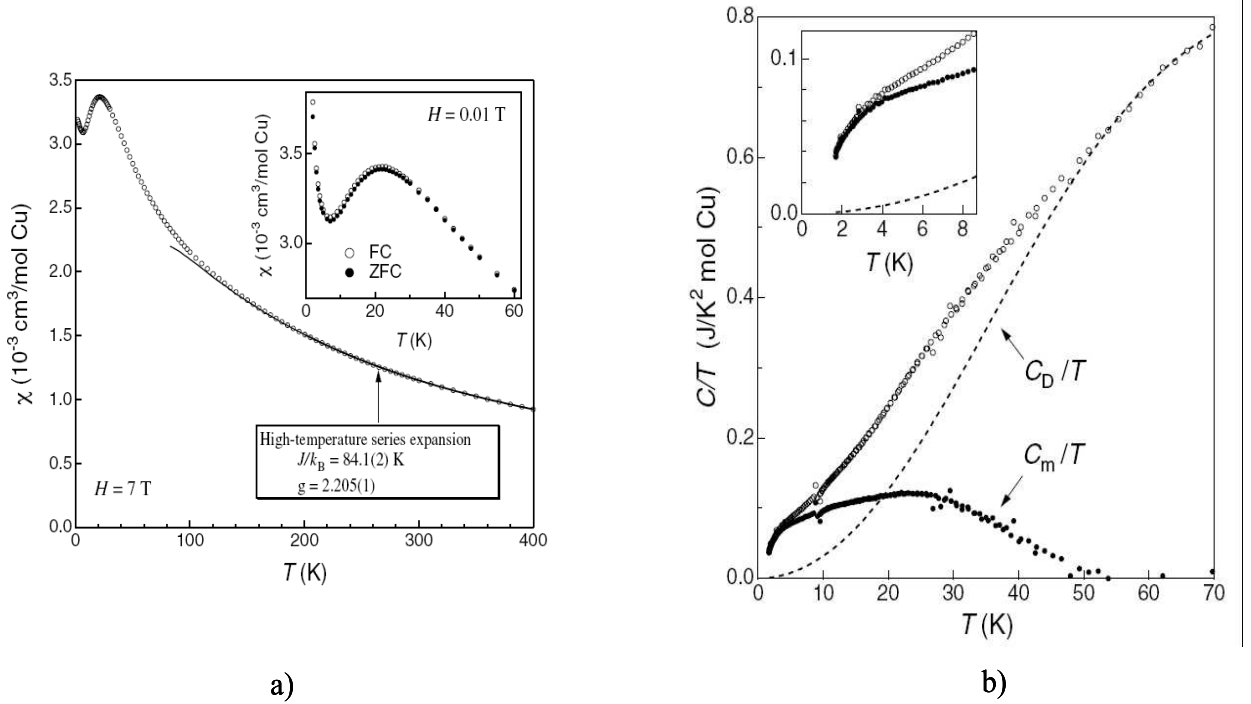 3.5
3.0
2.5
2.0
1.5
1.0
0.5
0.0
χ (10⁻³ cm³/mol Cu)
0
100
200
300
400
T (K)
H = 7 T
High-temperature series expansion
J/k_B = 84.1(2) K
g = 2.205(1)
H = 0.01 T
3.5
3.0
χ (10⁻³ cm³/mol Cu)
○ FC
● ZFC
0
20
40
60
T (K)
a)
0.8
0.6
0.4
0.2
0.0
C/T (J/K² mol Cu)
0
10
20
30
40
50
60
70
T (K)
0.1
0.0
2
4
6
8
T (K)
C_D/T
C_m/T
b)